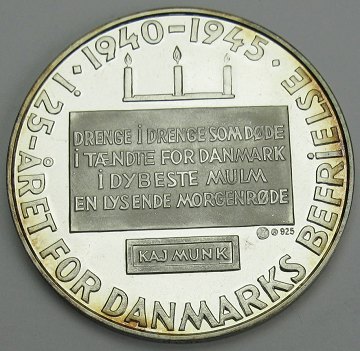 · 1940-1945 ·
I 25-ÅRET FOR DANMARKS BEFRIELSE
DRENGE I DRENGE SOM DØDE
I TÆNDTE FOR DANMARK
I DYBESTE MULM
EN LYSENDE MORGENRØDE
925
KAJ MUNK